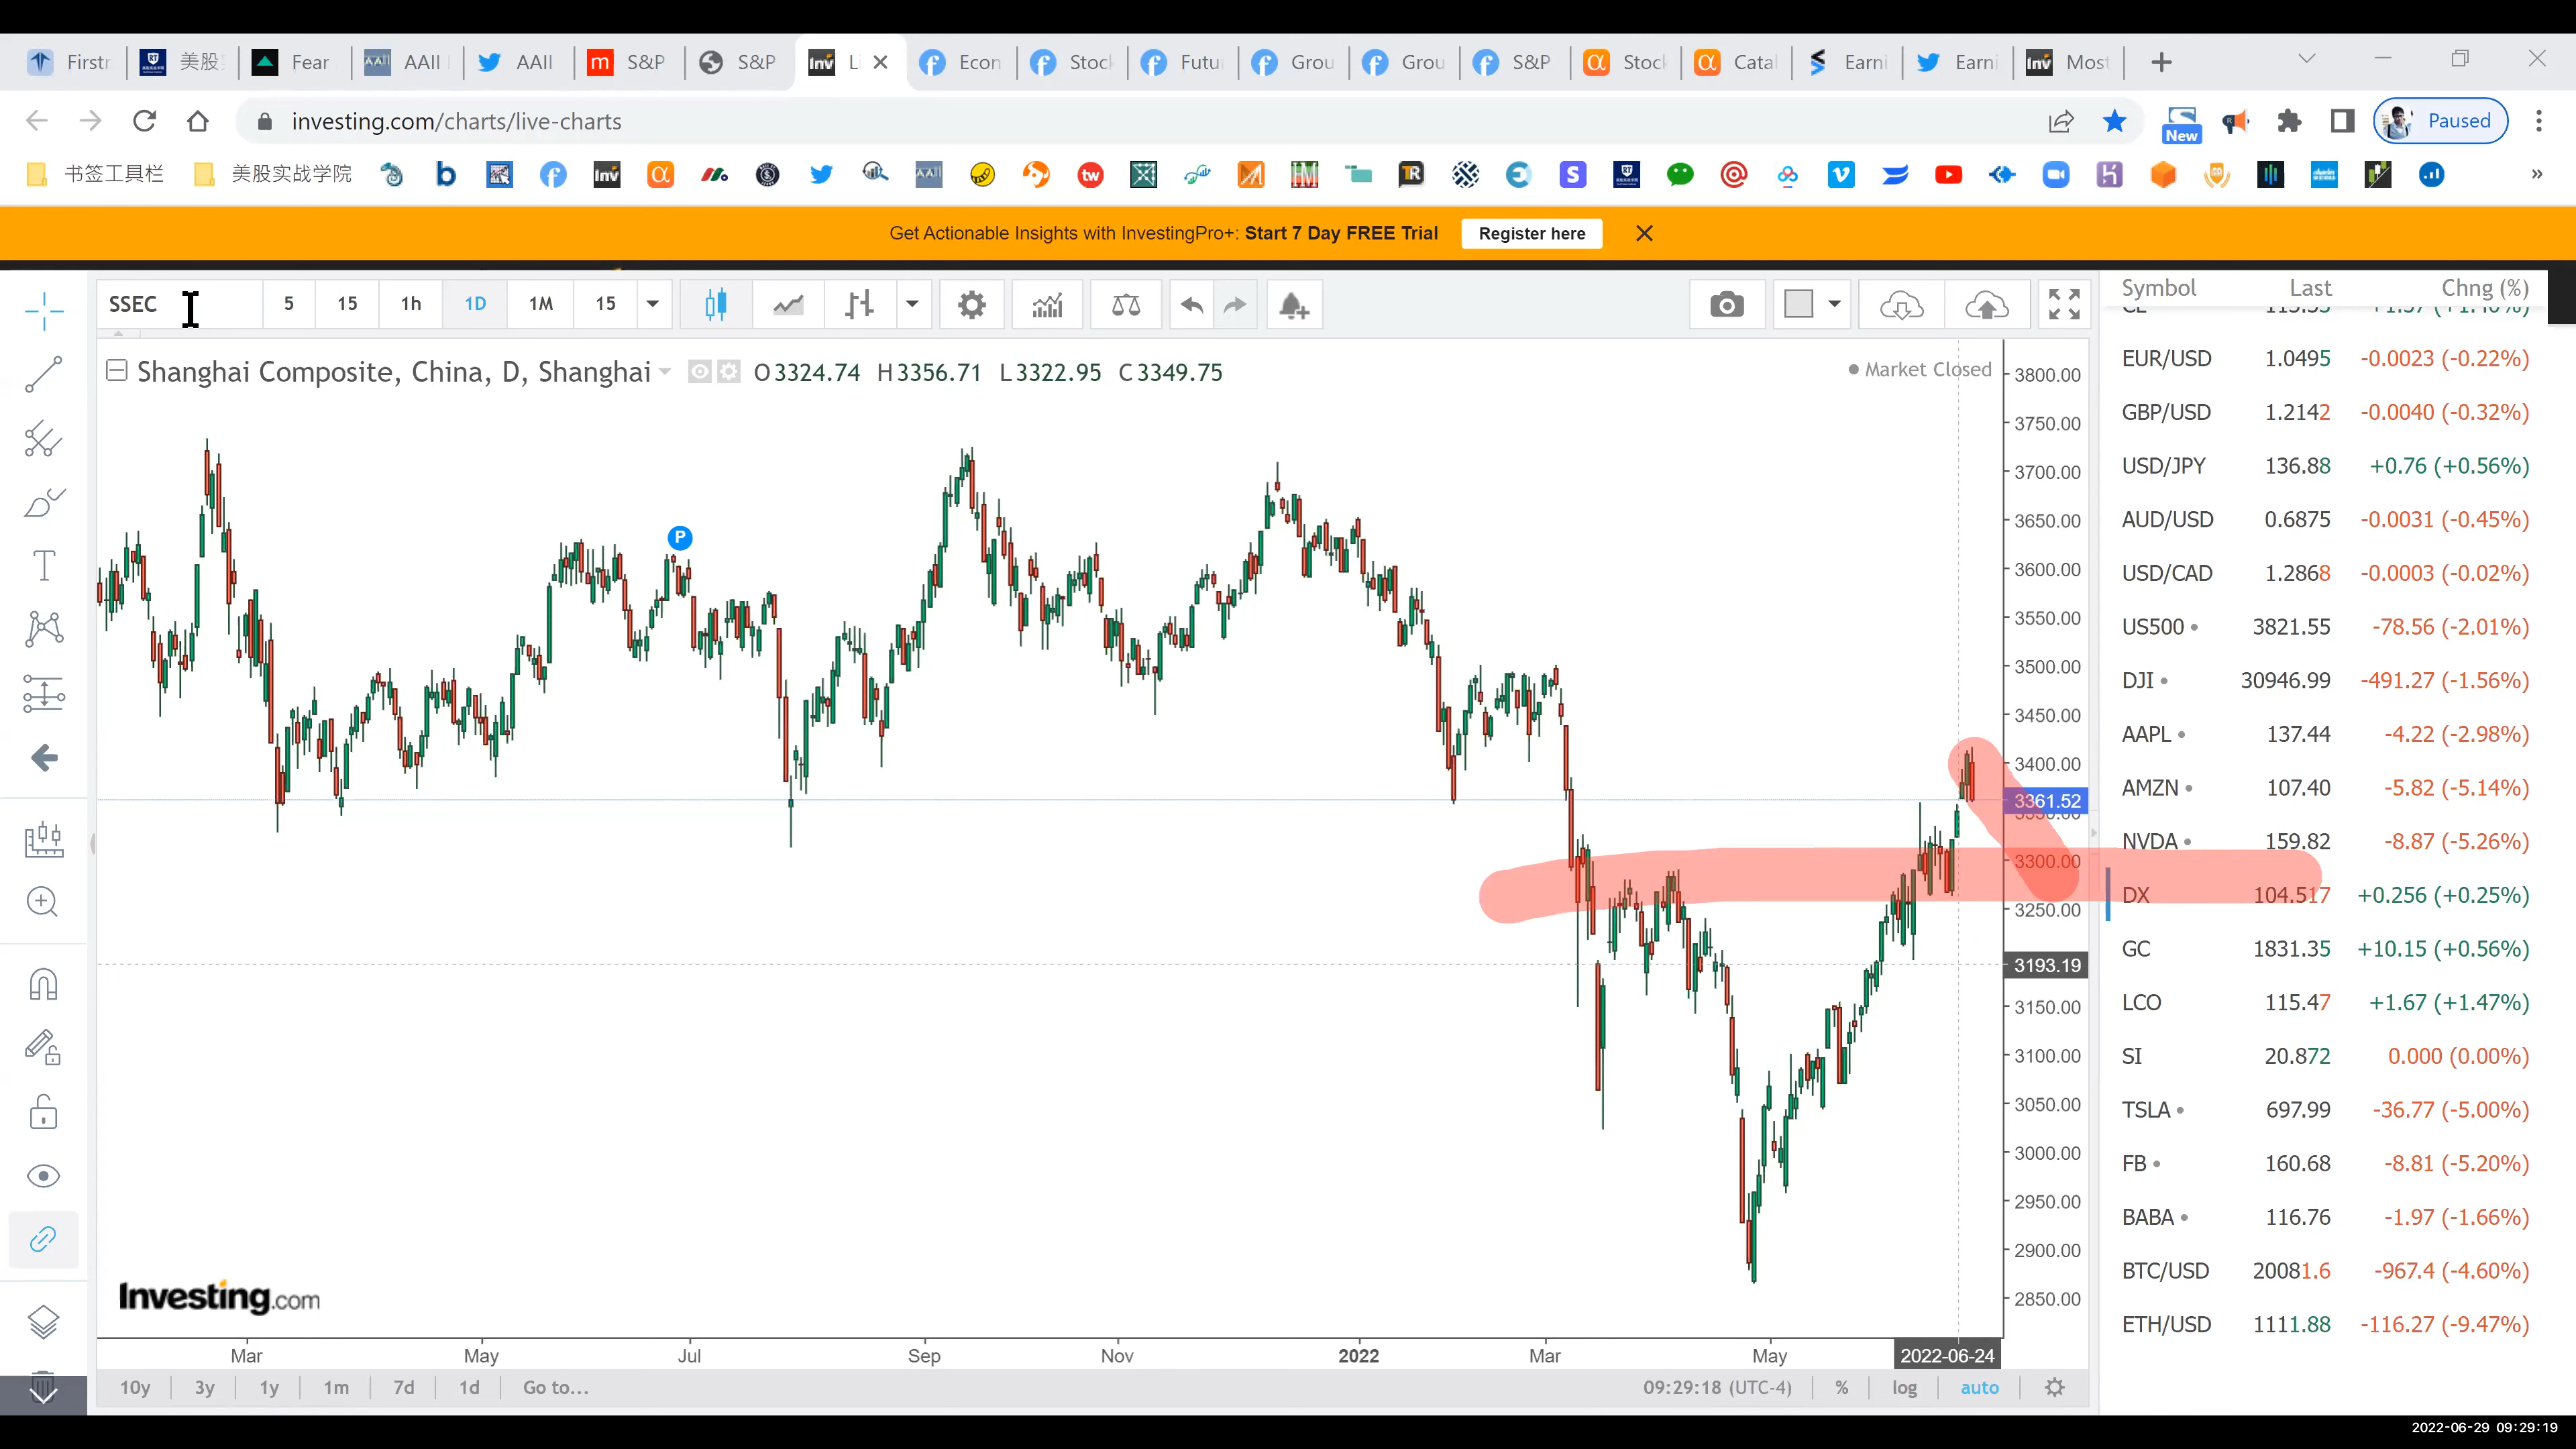 Firstr
美股
Fear
AAII
AAII
S&P
S&P
Li
Econ
Stock
Futu
Grou
Grou
S&P
Stock
Catal
Earni
Earni
Most
investing.com/charts/live-charts
New
Paused
书签工具栏
美股实战学院
Get Actionable Insights with InvestingPro+: Start 7 Day FREE Trial
Register here
SSEC
5
15
1h
1D
1M
15
Symbol Last Chng (%)
Shanghai Composite, China, D, Shanghai
O3324.74 H3356.71 L3322.95 C3349.75
Market Closed
P
3800.00
3750.00
3700.00
3650.00
3600.00
3550.00
3500.00
3450.00
3400.00
3361.52
3300.00
3250.00
3193.19
3150.00
3100.00
3050.00
3000.00
2950.00
2900.00
2850.00
EUR/USD 1.0495 -0.0023 (-0.22%)
GBP/USD 1.2142 -0.0040 (-0.32%)
USD/JPY 136.88 +0.76 (+0.56%)
AUD/USD 0.6875 -0.0031 (-0.45%)
USD/CAD 1.2868 -0.0003 (-0.02%)
US500 3821.55 -78.56 (-2.01%)
DJI 30946.99 -491.27 (-1.56%)
AAPL 137.44 -4.22 (-2.98%)
AMZN 107.40 -5.82 (-5.14%)
NVDA 159.82 -8.87 (-5.26%)
DX 104.517 +0.256 (+0.25%)
GC 1831.35 +10.15 (+0.56%)
LCO 115.47 +1.67 (+1.47%)
SI 20.872 0.000 (0.00%)
TSLA 697.99 -36.77 (-5.00%)
FB 160.68 -8.81 (-5.20%)
BABA 116.76 -1.97 (-1.66%)
BTC/USD 20081.6 -967.4 (-4.60%)
ETH/USD 1111.88 -116.27 (-9.47%)
Investing.com
Mar May Jul Sep Nov 2022 Mar May 2022-06-24
10y 3y 1y 1m 7d 1d Go to...
09:29:18 (UTC-4) % log auto
2022-06-29 09:29:19